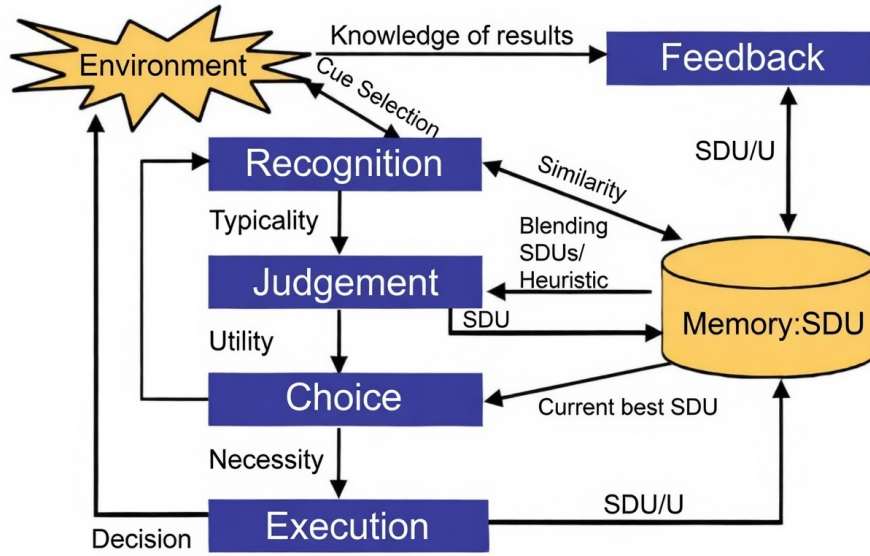 Knowledge of results
Environment
Feedback
Cue Selection
SDU/U
Recognition
Similarity
Typicality
Blending
SDUs/
Heuristic
Judgement
SDU
Memory:SDU
Utility
Choice
Current best SDU
Necessity
SDU/U
Execution
Decision